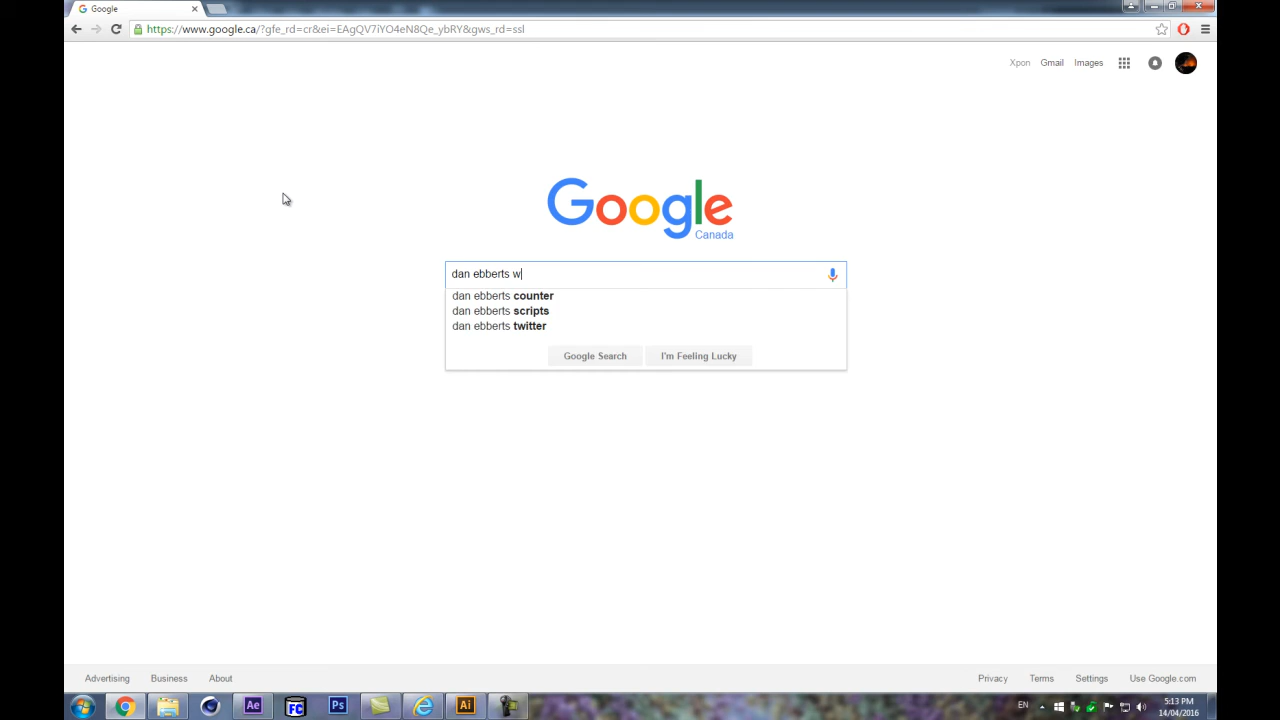 Google
https://www.google.ca/?gfe_rd=cr&ei=EAgQV7iYO4eN8Qe_ybRY&gws_rd=ssl
Xpon Gmail Images
Google
Canada
dan ebberts w
dan ebberts counter
dan ebberts scripts
dan ebberts twitter
Google Search I'm Feeling Lucky
Advertising Business About Privacy Terms Settings Use Google.com
Ae FC Ps Ai EN 5:13 PM
14/04/2016